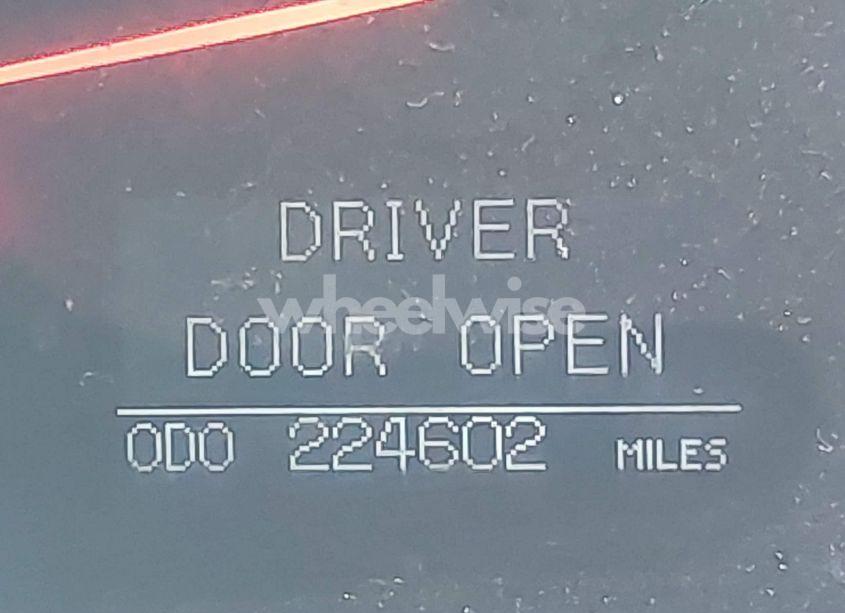 DRIVER
wheelwise
DOOR OPEN
ODO 224602 MILES